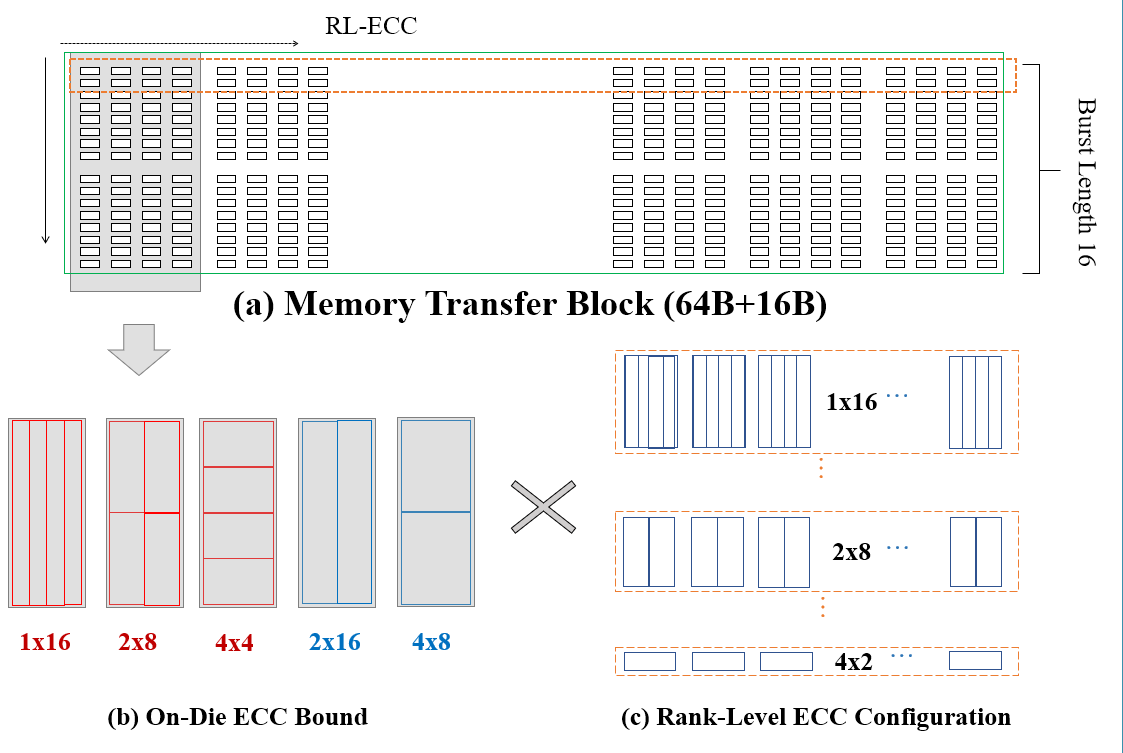 RL-ECC
Burst Length 16
(a) Memory Transfer Block (64B+16B)
1x16 ...
2x8 ...
4x2 ...
1x16
2x8
4x4
2x16
4x8
(b) On-Die ECC Bound
(c) Rank-Level ECC Configuration